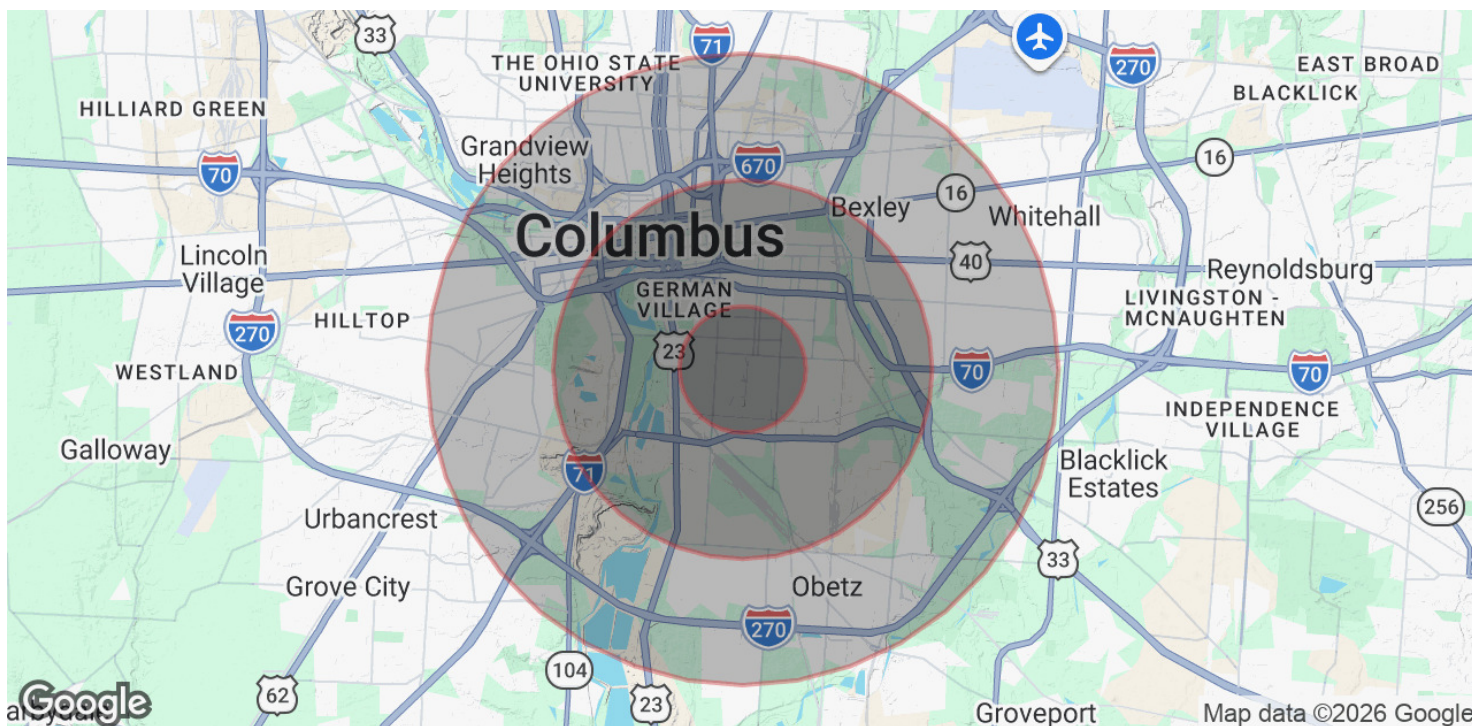 33
71
270
THE OHIO STATE
UNIVERSITY
EAST BROAD
BLACKLICK
HILLIARD GREEN
Grandview
Heights
70
670
16
16
Bexley
Whitehall
Columbus
Lincoln
Village
40
Reynoldsburg
GERMAN
VILLAGE
LIVINGSTON -
MCNAUGHTEN
HILLTOP
270
23
WESTLAND
70
70
INDEPENDENCE
VILLAGE
Galloway
71
Blacklick
Estates
256
Urbancrest
33
Grove City
Obetz
270
104
62
23
Groveport
Google
Map data ©2026 Google